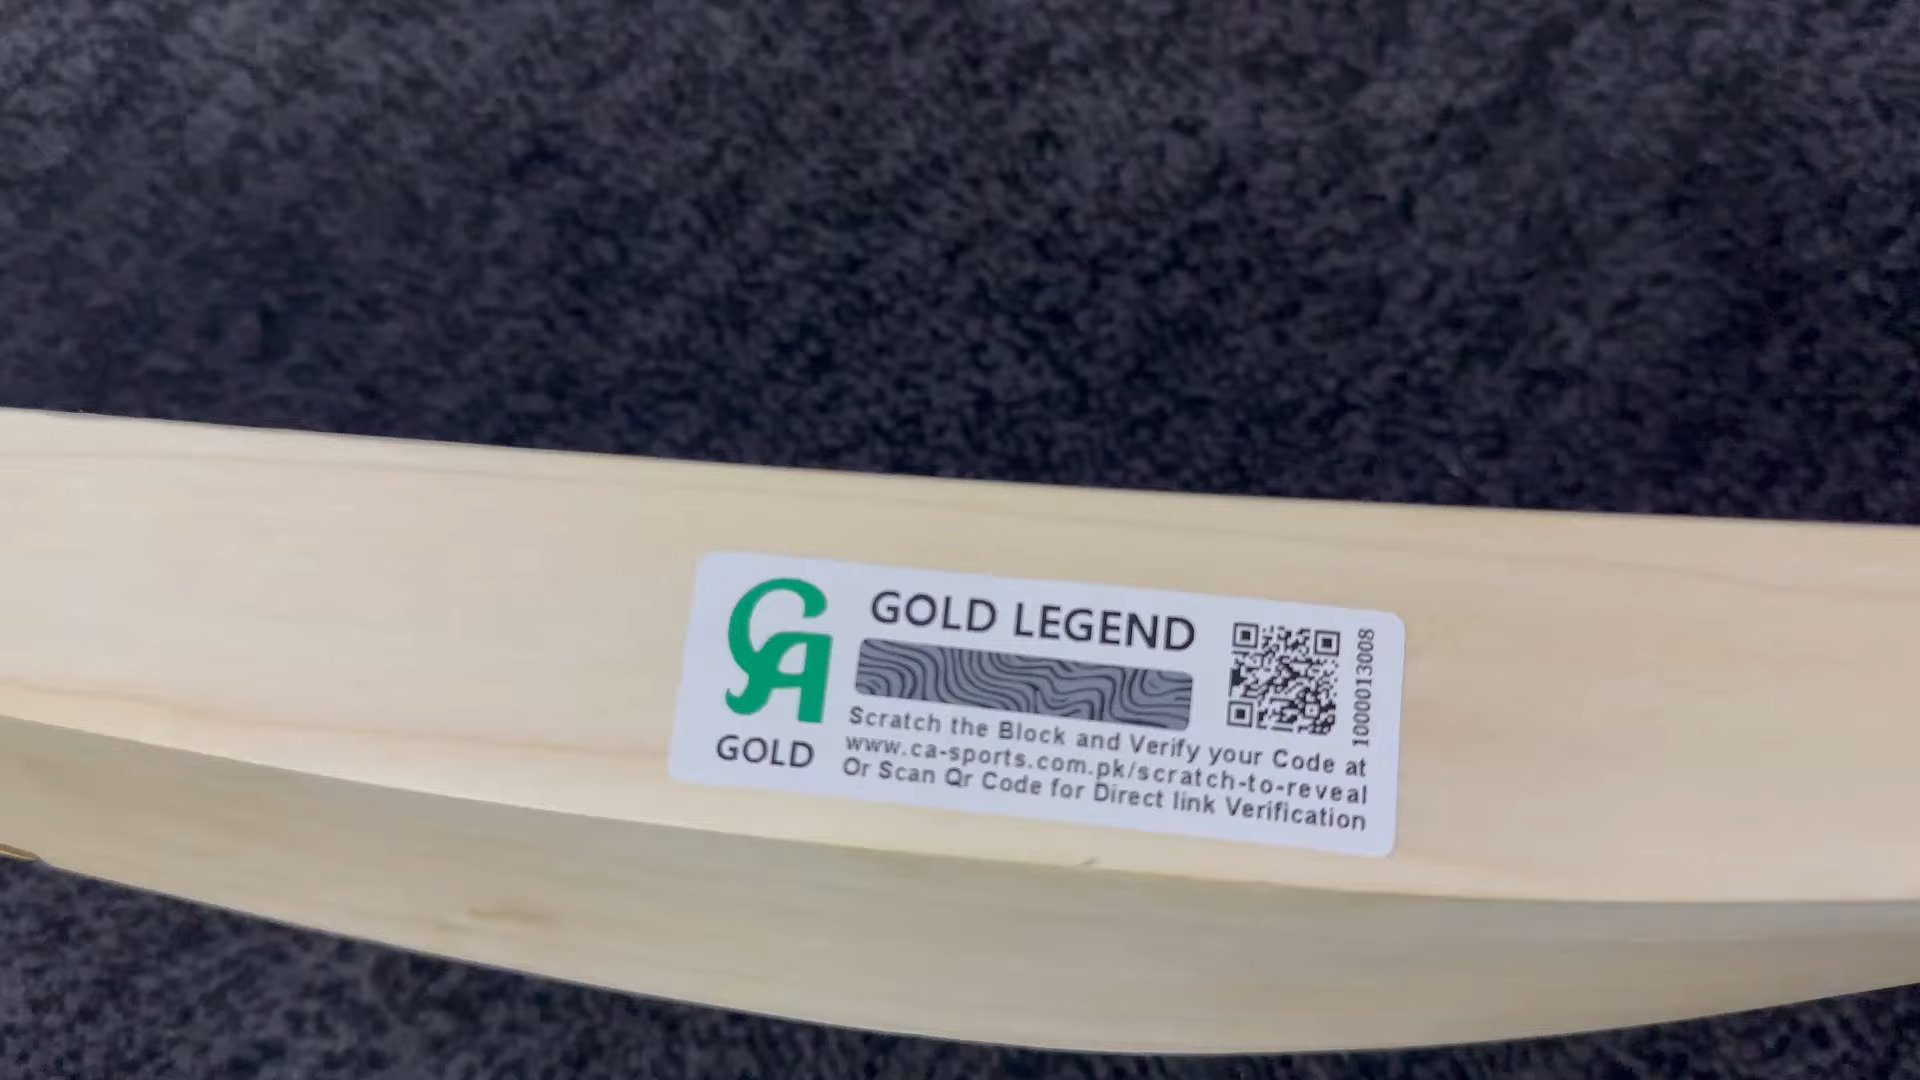 CA
GOLD
GOLD LEGEND
Scratch the Block and Verify your Code at
www.ca-sports.com.pk/scratch-to-reveal
Or Scan Qr Code for Direct link Verification
1000013008